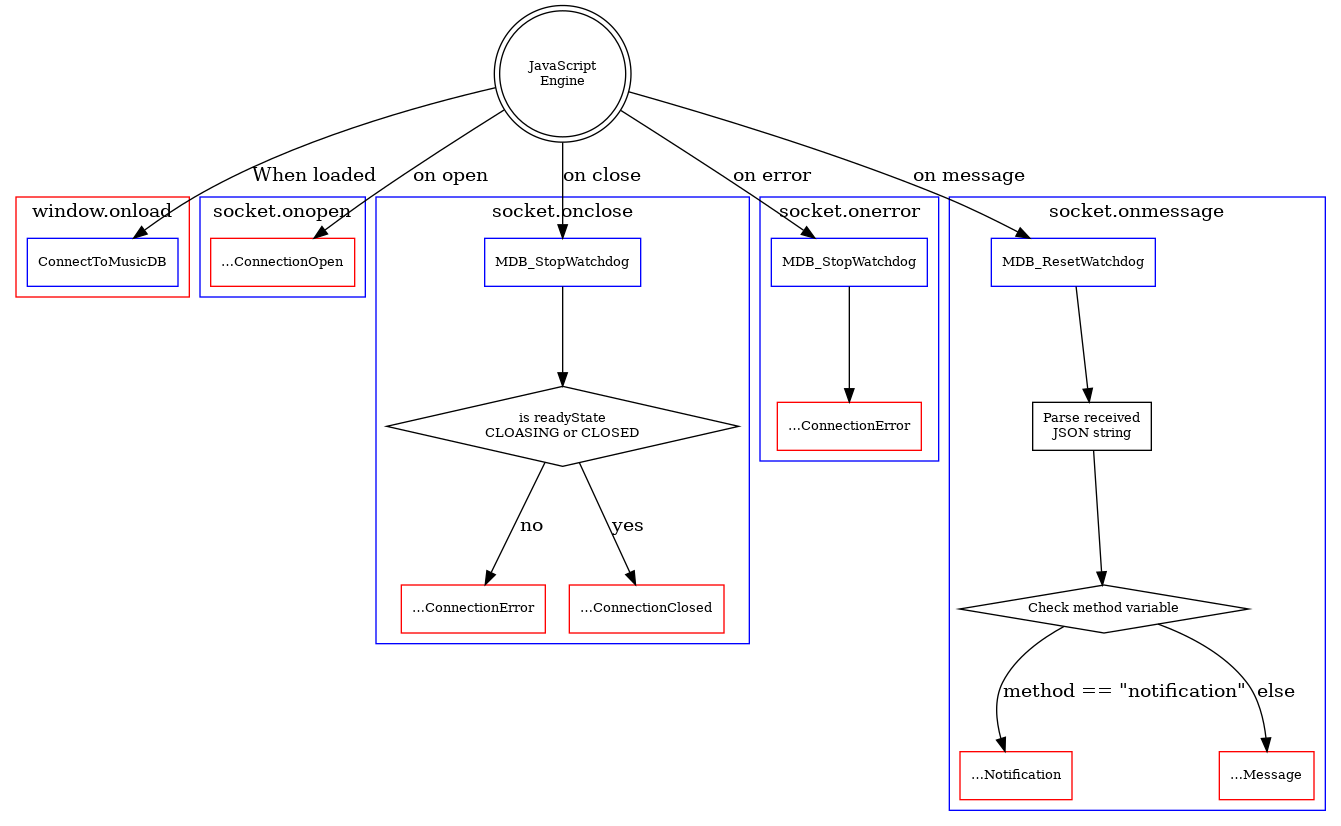 JavaScript
Engine
When loaded
on open
on close
on error
on message
window.onload
socket.onopen
socket.onclose
socket.onerror
socket.onmessage
ConnectToMusicDB
...ConnectionOpen
MDB_StopWatchdog
MDB_StopWatchdog
MDB_ResetWatchdog
is readyState
CLOASING or CLOSED
...ConnectionError
Parse received
JSON string
no
yes
...ConnectionError
...ConnectionClosed
Check method variable
method == "notification"
else
...Notification
...Message